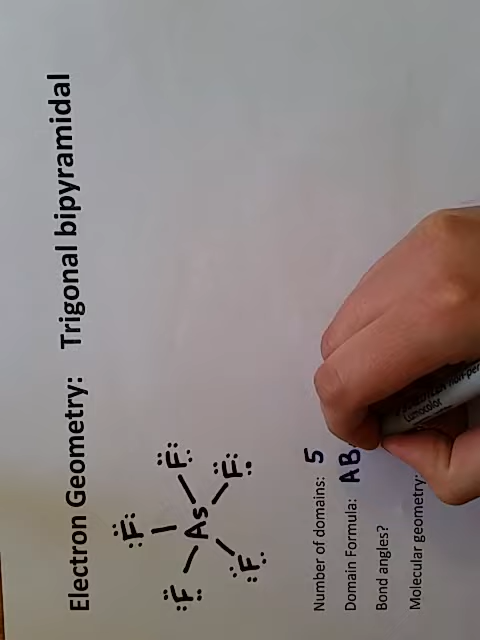 Electron Geometry: Trigonal bipyramidal
:F:
:F: As :F:
:F: :F:
Number of domains: 5
Domain Formula: AB
Bond angles?
Molecular geometry: